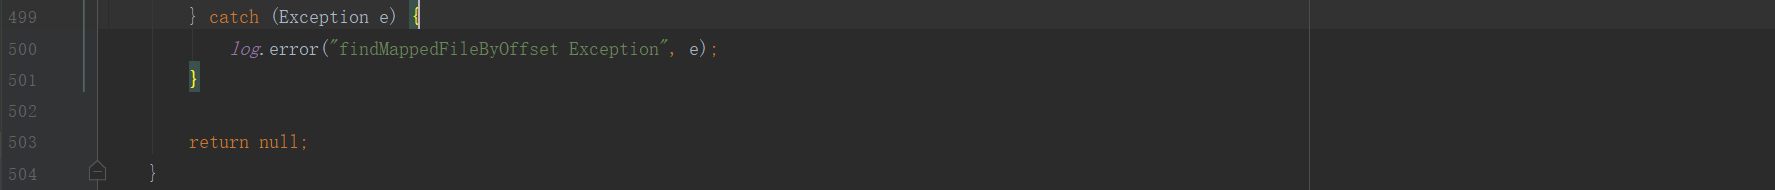 499 } catch (Exception e) {
500 log.error("findMappedFileByOffset Exception", e);
501 }
502
503 return null;
504 }